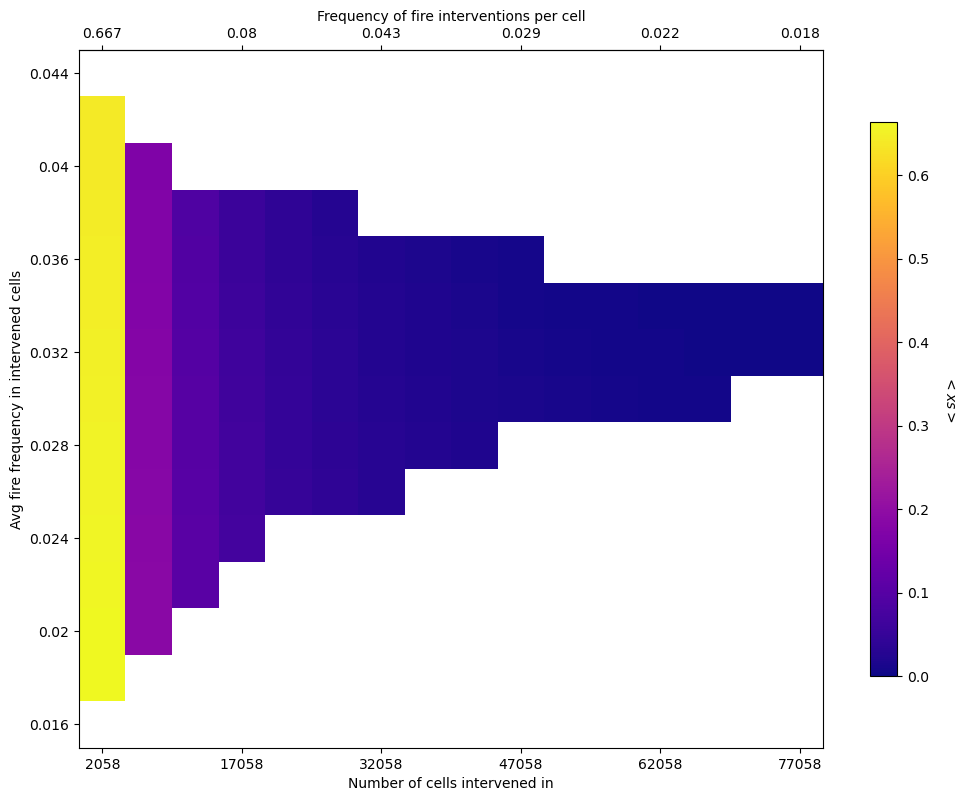 Frequency of fire interventions per cell
0.667 0.08 0.043 0.029 0.022 0.018
0.044
0.04
0.036
0.032
0.028
0.024
0.02
0.016
Avg fire frequency in intervened cells
2058 17058 32058 47058 62058 77058
Number of cells intervened in
0.6
0.5
0.4
0.3
0.2
0.1
0.0
< xs >